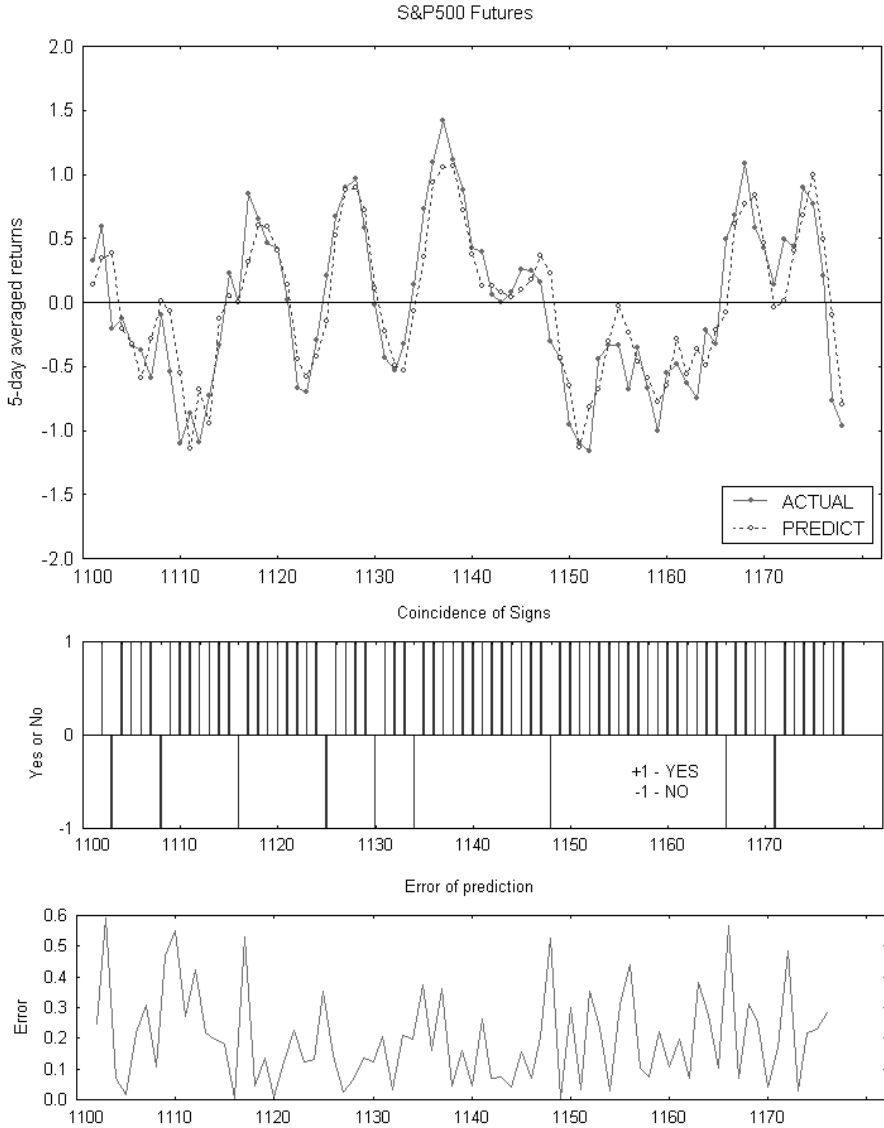 S&P500 Futures
2.0
1.5
1.0
0.5
0.0
-0.5
-1.0
-1.5
-2.0
5-day averaged returns
ACTUAL
PREDICT
1100 1110 1120 1130 1140 1150 1160 1170
Coincidence of Signs
1
0
-1
Yes or No
+1 - YES
-1 - NO
1100 1110 1120 1130 1140 1150 1160 1170
Error of prediction
0.6
0.5
0.4
0.3
0.2
0.1
0.0
Error
1100 1110 1120 1130 1140 1150 1160 1170